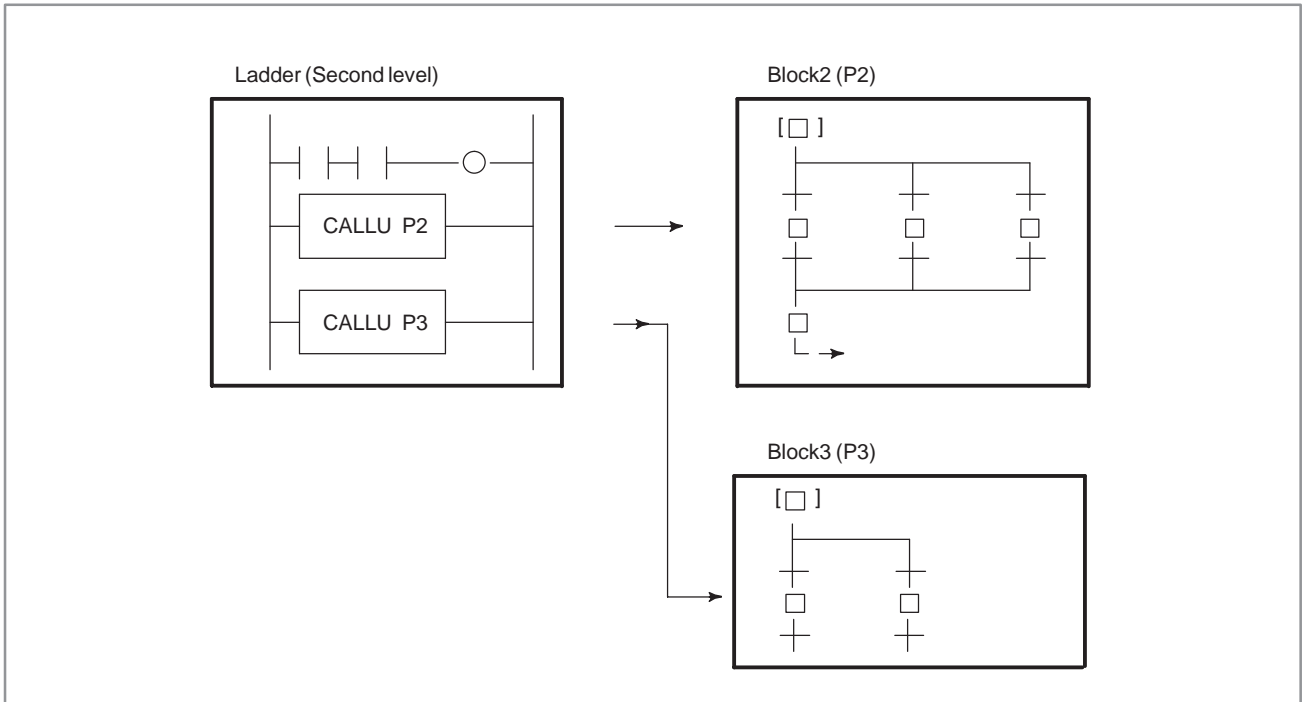 Ladder (Second level)
CALLU P2
CALLU P3
Block2 (P2)
[ ]
Block3 (P3)
[ ]